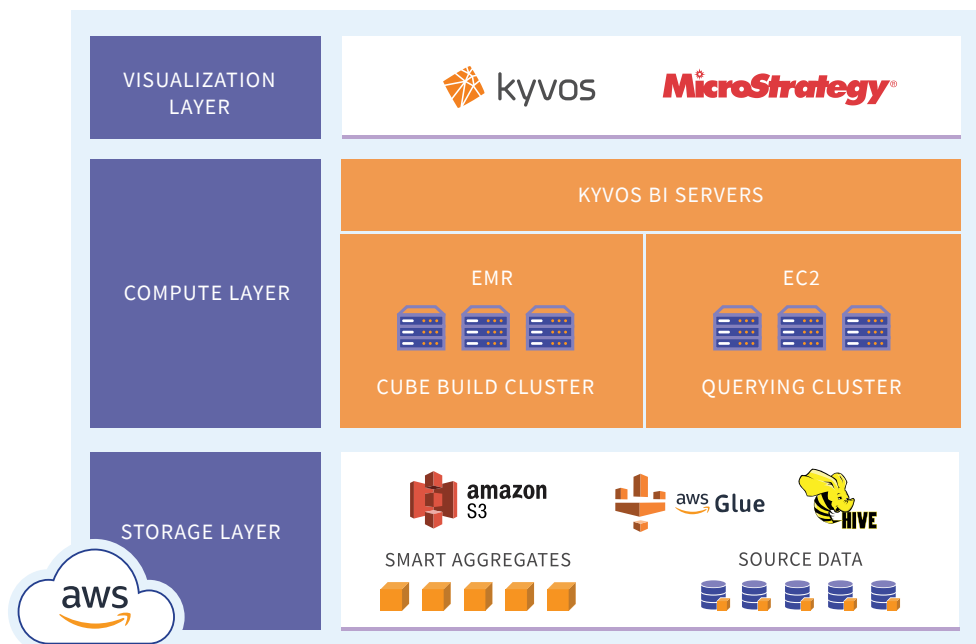 VISUALIZATION
LAYER
kyvos
MicroStrategy®
COMPUTE LAYER
KYVOS BI SERVERS
EMR
CUBE BUILD CLUSTER
EC2
QUERYING CLUSTER
STORAGE LAYER
amazon
S3
aws Glue
HIVE
SMART AGGREGATES
SOURCE DATA
aws